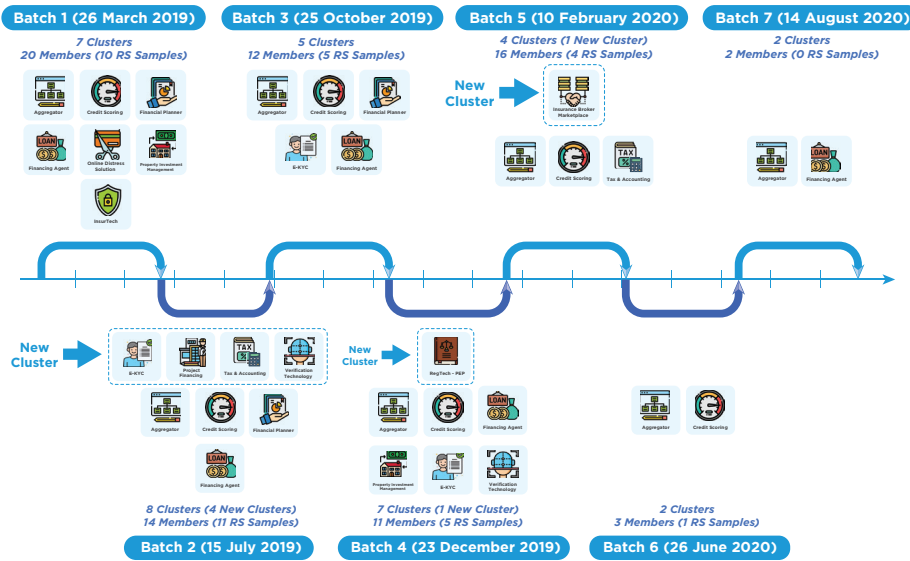 Batch 1 (26 March 2019)
7 Clusters
20 Members (10 RS Samples)
Aggregator
Credit Scoring
Financial Planner
LOAN
Financing Agent
Online Distress
Solution
Property Investment
Management
InsurTech
Batch 3 (25 October 2019)
5 Clusters
12 Members (5 RS Samples)
Aggregator
Credit Scoring
Financial Planner
E-KYC
LOAN
Financing Agent
Batch 5 (10 February 2020)
4 Clusters (1 New Cluster)
16 Members (4 RS Samples)
New
Cluster
Insurance Broker
Marketplace
Aggregator
Credit Scoring
TAX
Tax & Accounting
Batch 7 (14 August 2020)
2 Clusters
2 Members (0 RS Samples)
Aggregator
LOAN
Financing Agent
New
Cluster
E-KYC
Project
Financing
TAX
Tax & Accounting
Verification
Technology
Aggregator
Credit Scoring
Financial Planner
LOAN
Financing Agent
8 Clusters (4 New Clusters)
14 Members (11 RS Samples)
Batch 2 (15 July 2019)
New
Cluster
RegTech - PEP
Aggregator
Credit Scoring
LOAN
Financing Agent
Property Investment
Management
E-KYC
Verification
Technology
7 Clusters (1 New Cluster)
11 Members (5 RS Samples)
Batch 4 (23 December 2019)
Aggregator
Credit Scoring
2 Clusters
3 Members (1 RS Samples)
Batch 6 (26 June 2020)